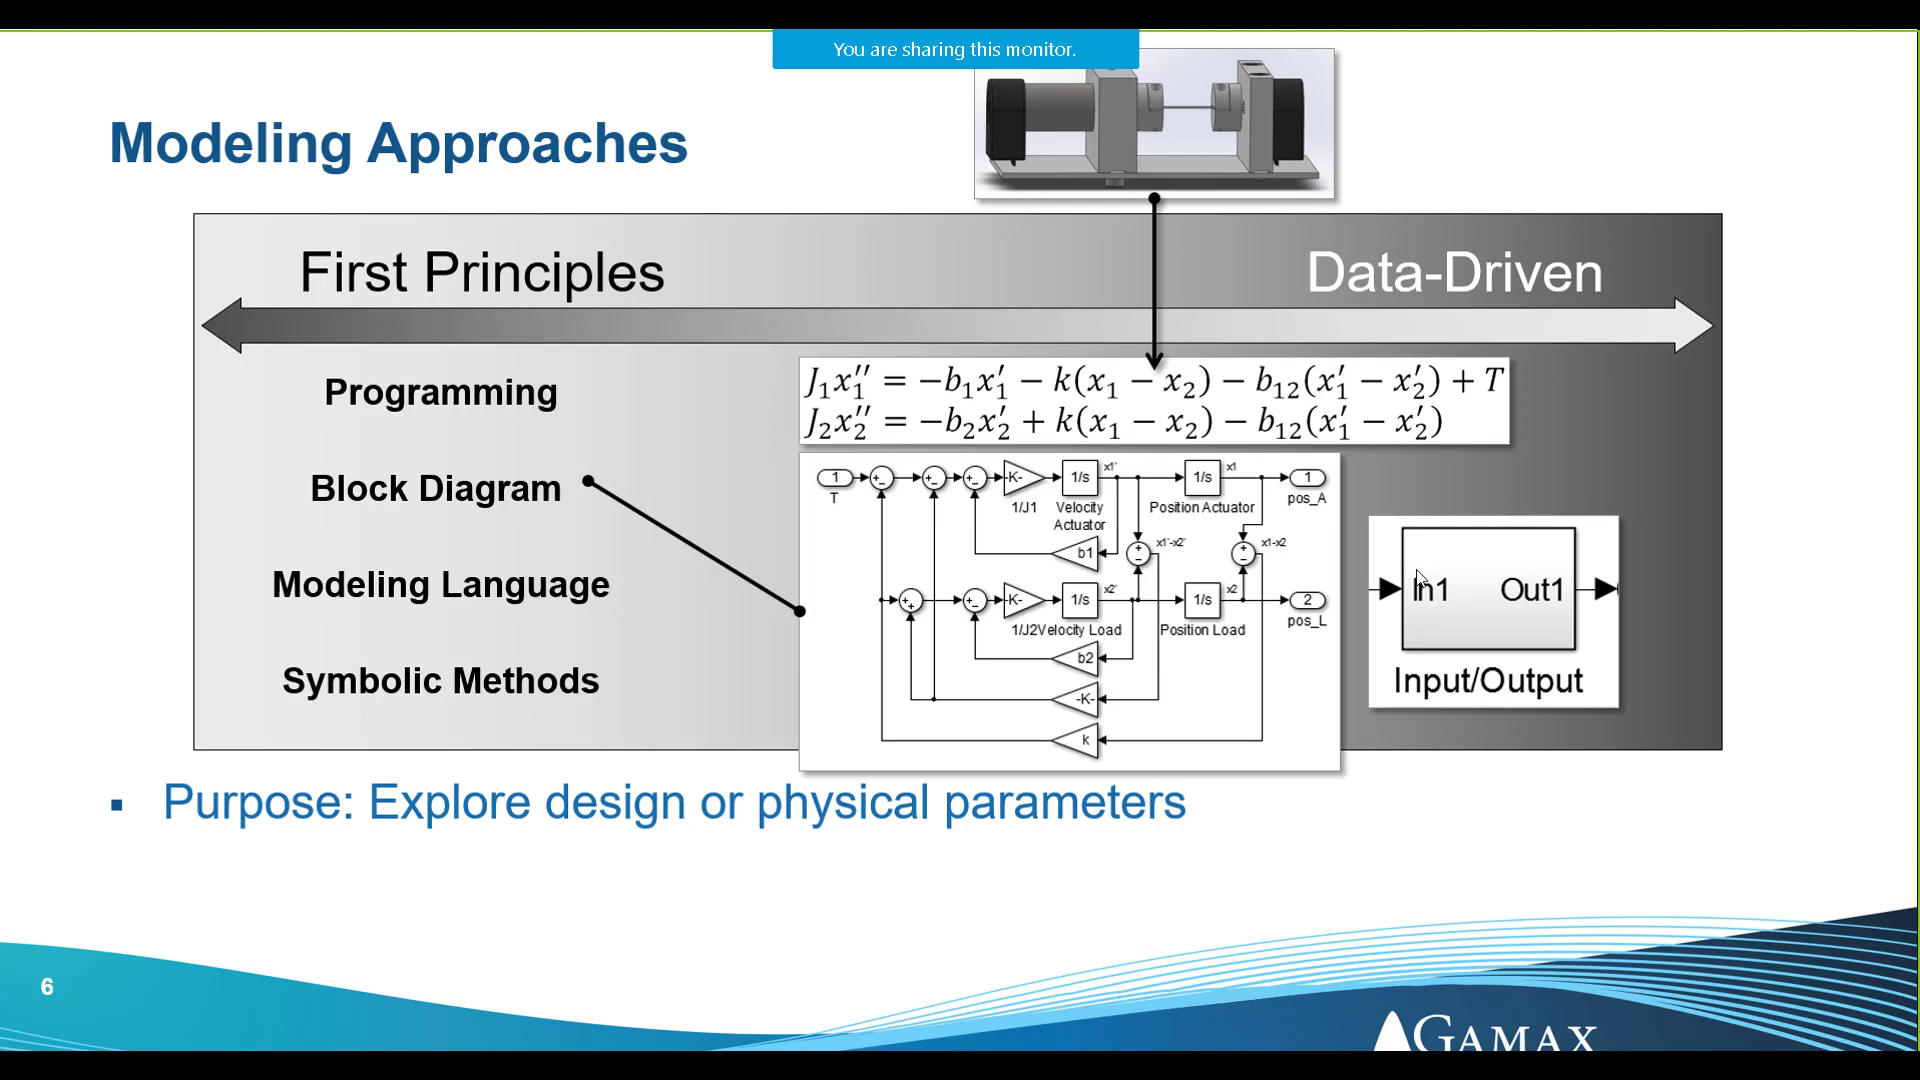 You are sharing this monitor.
Modeling Approaches
First Principles
Data-Driven
Programming
Block Diagram
Modeling Language
Symbolic Methods
J₁x₁′′ = −b₁x₁′ − k(x₁ − x₂) − b₁₂(x₁′ − x₂′) + T
J₂x₂′′ = −b₂x₂′ + k(x₁ − x₂) − b₁₂(x₁′ − x₂′)
1
T
-K-
1/J1
1/s
x1'
Velocity
Actuator
1/s
x1
Position Actuator
1
pos_A
b1
x1'-x2'
x1-x2
-K-
1/J2
1/s
x2'
Velocity Load
1/s
x2
Position Load
2
pos_L
b2
-K-
k
In1 Out1
Input/Output
▪ Purpose: Explore design or physical parameters
6
GAMAX